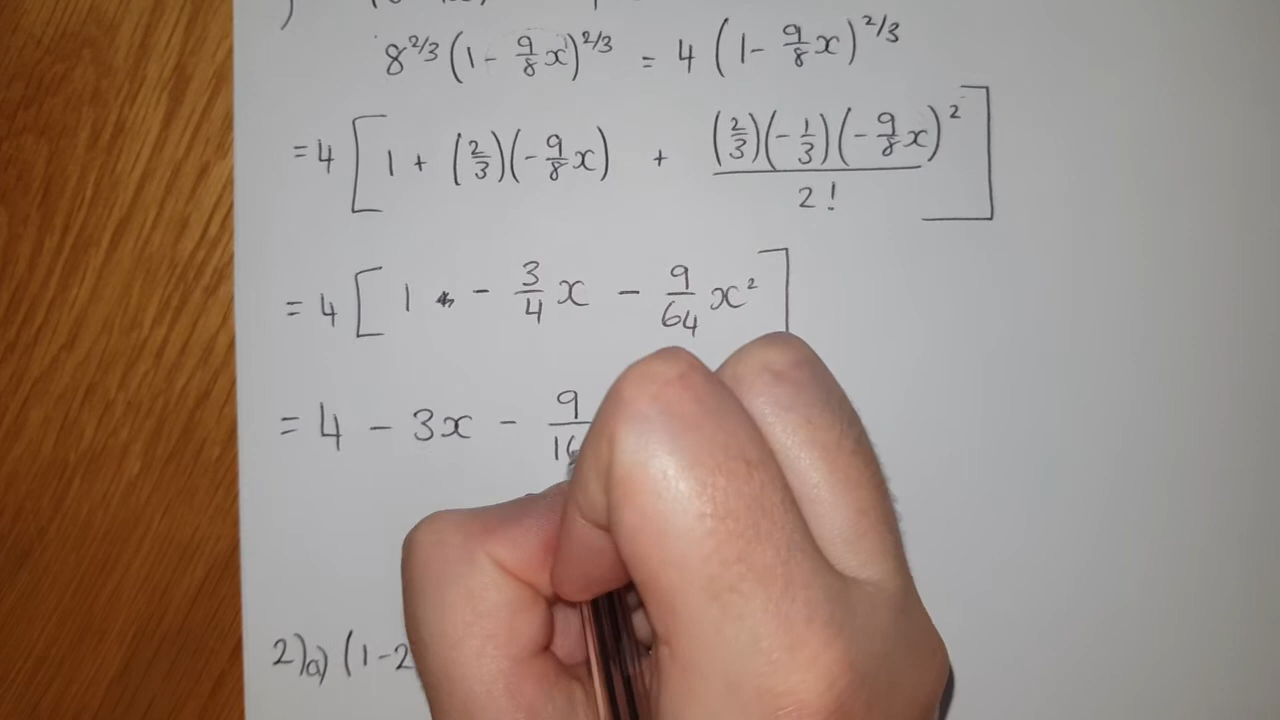 )
8^{2/3} (1 - 9/8 x)^{2/3} = 4 (1 - 9/8 x)^{2/3}
= 4 [ 1 + (2/3)(-9/8 x) + (2/3)(-1/3)(-9/8 x)^2 / 2! ]
= 4 [ 1 - 3/4 x - 9/64 x² ]
= 4 - 3x - 9/16
2)a) (1-2